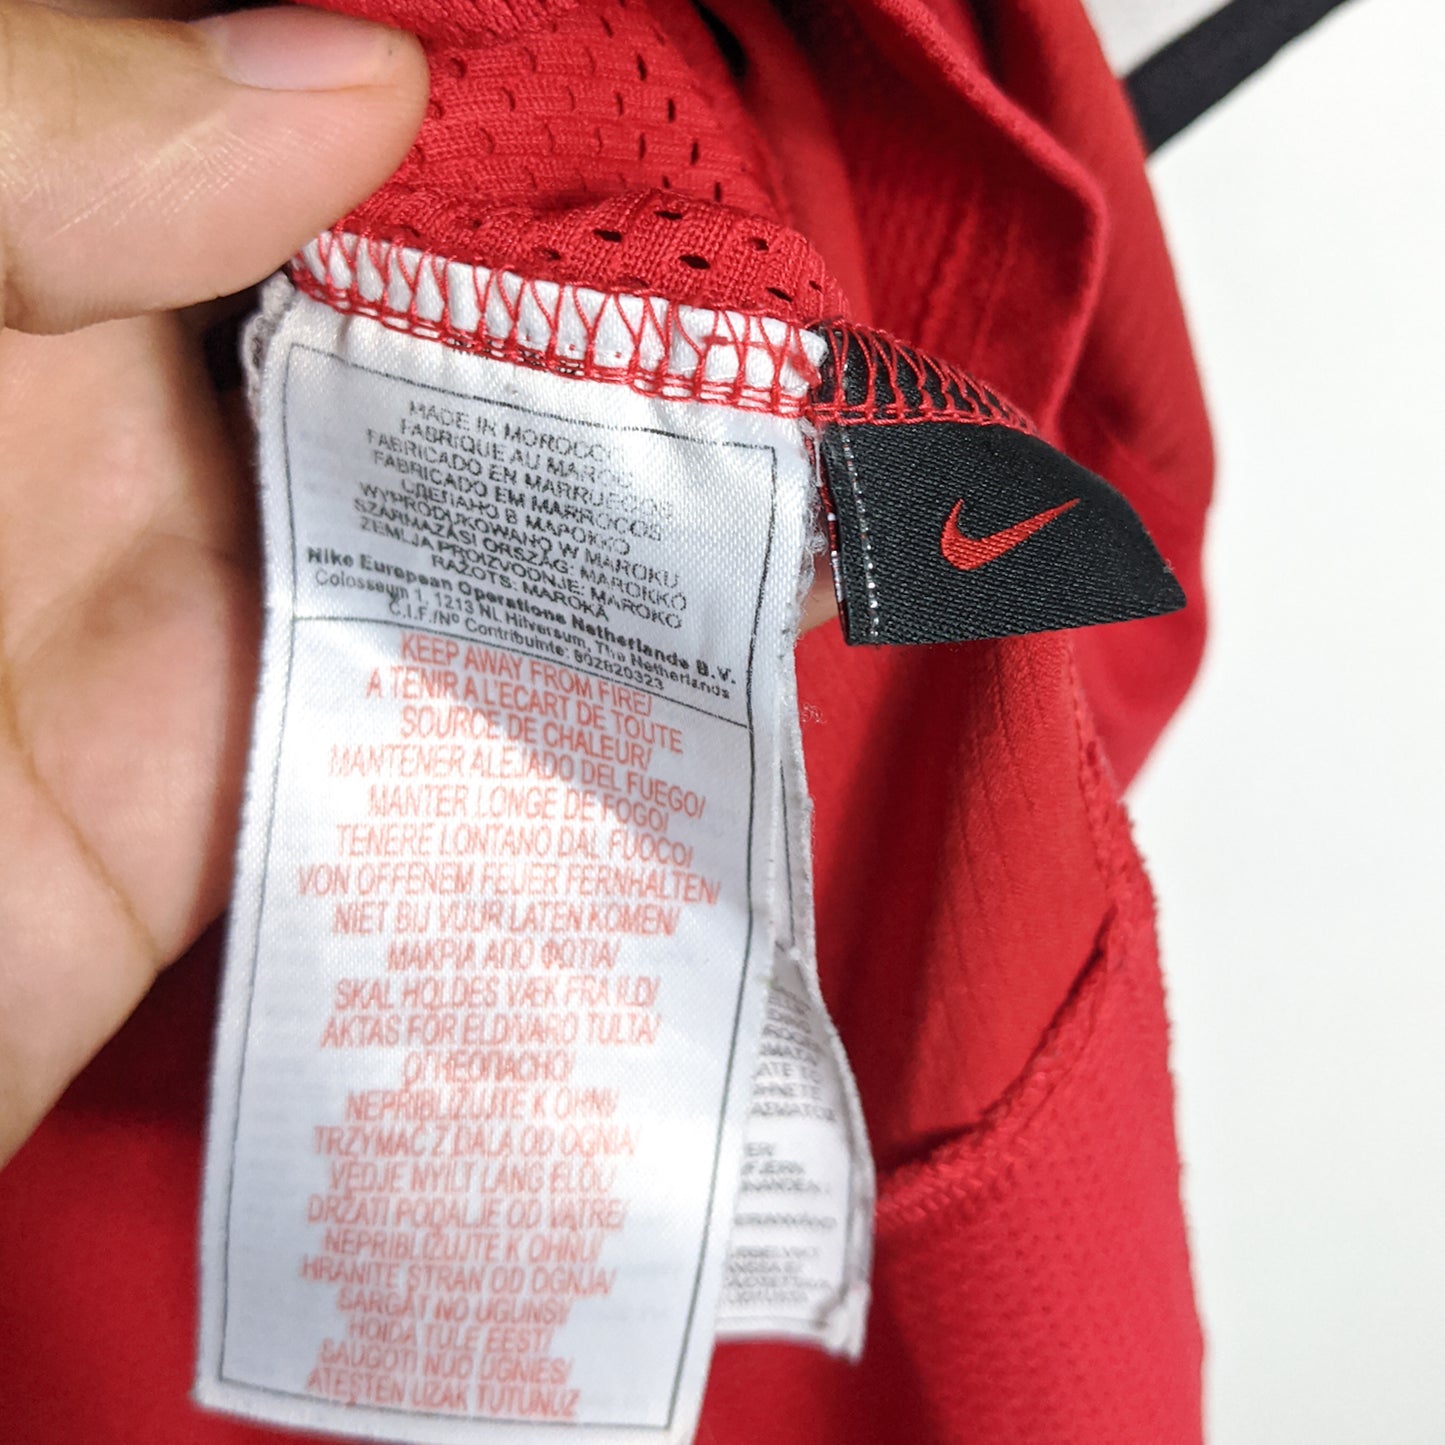 MADE IN MOROCCO
FABRIQUE AU MAROC
FABRICADO EN MARRUECOS
FABRICADO EM MARROCOS
СДЕЛАНО В МАРОККО
WYPRODUKOWANO W MAROKU
SZÁRMAZÁSI ORSZÁG: MAROKKÓ
ZEMLJA PROIZVODNJE: MAROKO
RAŽOTS: MAROKĀ
Nike European Operations Netherlands B.V.
Colosseum 1, 1213 NL Hilversum, The Netherlands
C.I.F./Nº Contribuinte: 802620323
KEEP AWAY FROM FIRE/
A TENIR A L'ECART DE TOUTE
SOURCE DE CHALEUR/
MANTENER ALEJADO DEL FUEGO/
MANTER LONGE DE FOGO/
TENERE LONTANO DAL FUOCO/
VON OFFENEM FEUER FERNHALTEN/
NIET BIJ VUUR LATEN KOMEN/
ΜΑΚΡΙΑ ΑΠΟ ΦΩΤΙΑ/
SKAL HOLDES VÆK FRA ILD/
AKTAS FÖR ELD/VARO TULTA/
ОГНЕОПАСНО/
NEPRIBLIŽUJTE K OHNI/
TRZYMAĆ Z DALA OD OGNIA/
VÉDJE NYÍLT LÁNG ELŐL/
DRŽATI PODALJE OD VATRE/
NEPRIBLIŽUJTE K OHNU/
HRANITE STRAN OD OGNJA/
SARGĀT NO UGUNS/
HOIDA TULE EEST/
SAUGOTI NUO UGNIES/
ATEŞTEN UZAK TUTUNUZ